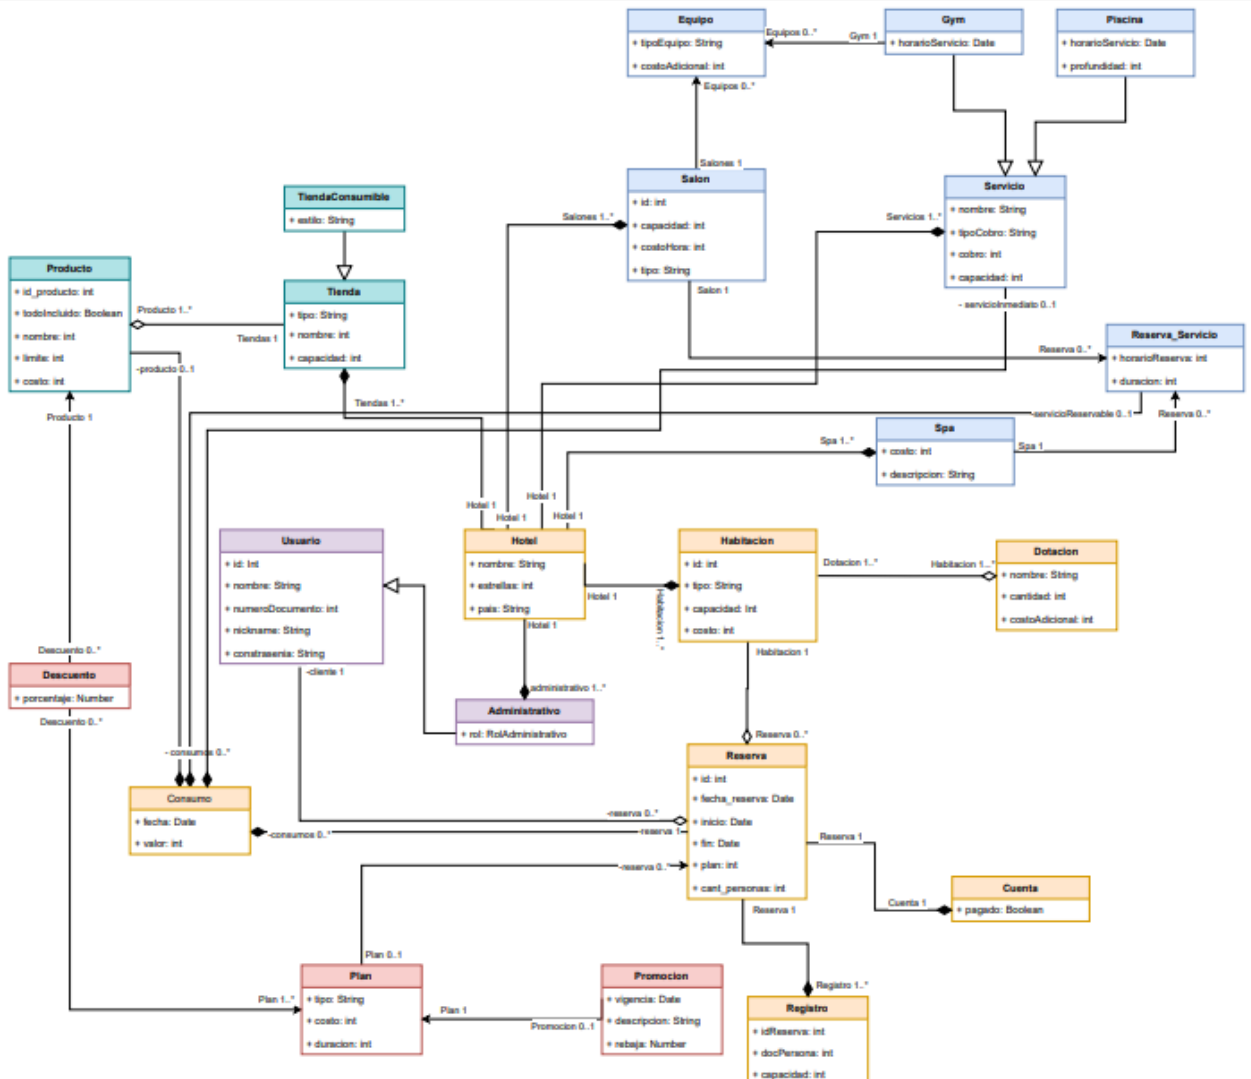 Equipo
+ tipoEquipo: String
+ costoAdicional: int
Equipos 0..*
Gym 1
Gym
+ horarioServicio: Date
Piscina
+ horarioServicio: Date
+ profundidad: int
Equipos 0..*
Salones 1
Salon
+ id: int
+ capacidad: int
+ costoHora: int
+ tipo: String
Salones 1..*
Salon 1
Servicios 1..*
Servicio
+ nombre: String
+ tipoCobro: String
+ cobro: int
+ capacidad: int
- servicioInmediato 0..1
TiendaConsumible
+ estilo: String
Producto
+ id_producto: int
+ todoIncluido: Boolean
+ nombre: int
+ limite: int
+ costo: int
Producto 1..*
Tiendas 1
-producto 0..1
Producto 1
Tienda
+ tipo: String
+ nombre: int
+ capacidad: int
Tiendas 1..*
Reserva_Servicio
+ horarioReserva: int
+ duracion: int
Reserva 0..*
-servicioReservable 0..1
Reserva 0..*
Spa
+ costo: int
+ descripcion: String
Spa 1..*
Spa 1
Hotel 1
Hotel 1
Hotel 1
Hotel 1
Usuario
+ id: Int
+ nombre: String
+ numeroDocumento: int
+ nickname: String
+ constrasenia: String
-cliente 1
Hotel
+ nombre: String
+ estrellas: int
+ pais: String
Hotel 1
Hotel 1
Habitacion 1..*
Habitacion
+ id: int
+ tipo: String
+ capacidad: Int
+ costo: int
Habitacion 1
Dotacion 1..*
Habitacion 1..*
Dotacion
+ nombre: String
+ cantidad: int
+ costoAdicional: int
administrativo 1..*
Administrativo
+ rol: RolAdministrativo
Descuento 0..*
Descuento
+ porcentaje: Number
Descuento 0..*
- consumos 0..*
Consumo
+ fecha: Date
+ valor: int
-consumos 0..*
-reserva 1
-reserva 0..*
Reserva 0..*
Reserva
+ id: int
+ fecha_reserva: Date
+ inicio: Date
+ fin: Date
+ plan: int
+ cant_personas: int
-reserva 0..*
Reserva 1
Reserva 1
Cuenta 1
Cuenta
+ pagado: Boolean
Plan 0..1
Plan 1..*
Plan
+ tipo: String
+ costo: int
+ duracion: int
Plan 1
Promocion 0..1
Promocion
+ vigencia: Date
+ descripcion: String
+ rebaja: Number
Registro 1..*
Registro
+ idReserva: int
+ docPersona: int
+ capacidad: int